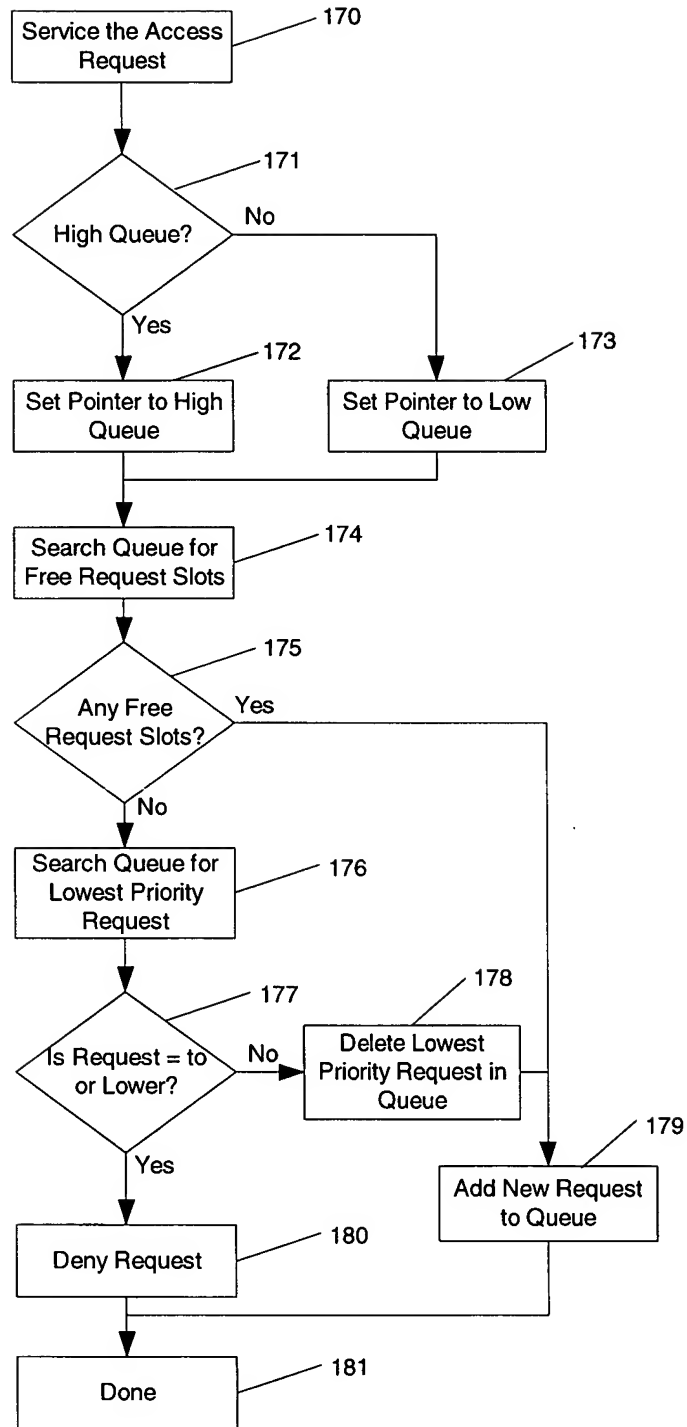 Service the Access
Request
170
171
High Queue?
No
Yes
172
173
Set Pointer to High
Queue
Set Pointer to Low
Queue
Search Queue for
Free Request Slots
174
175
Any Free
Request Slots?
Yes
No
Search Queue for
Lowest Priority
Request
176
177
Is Request = to
or Lower?
No
178
Delete Lowest
Priority Request in
Queue
Yes
179
Add New Request
to Queue
Deny Request
180
Done
181